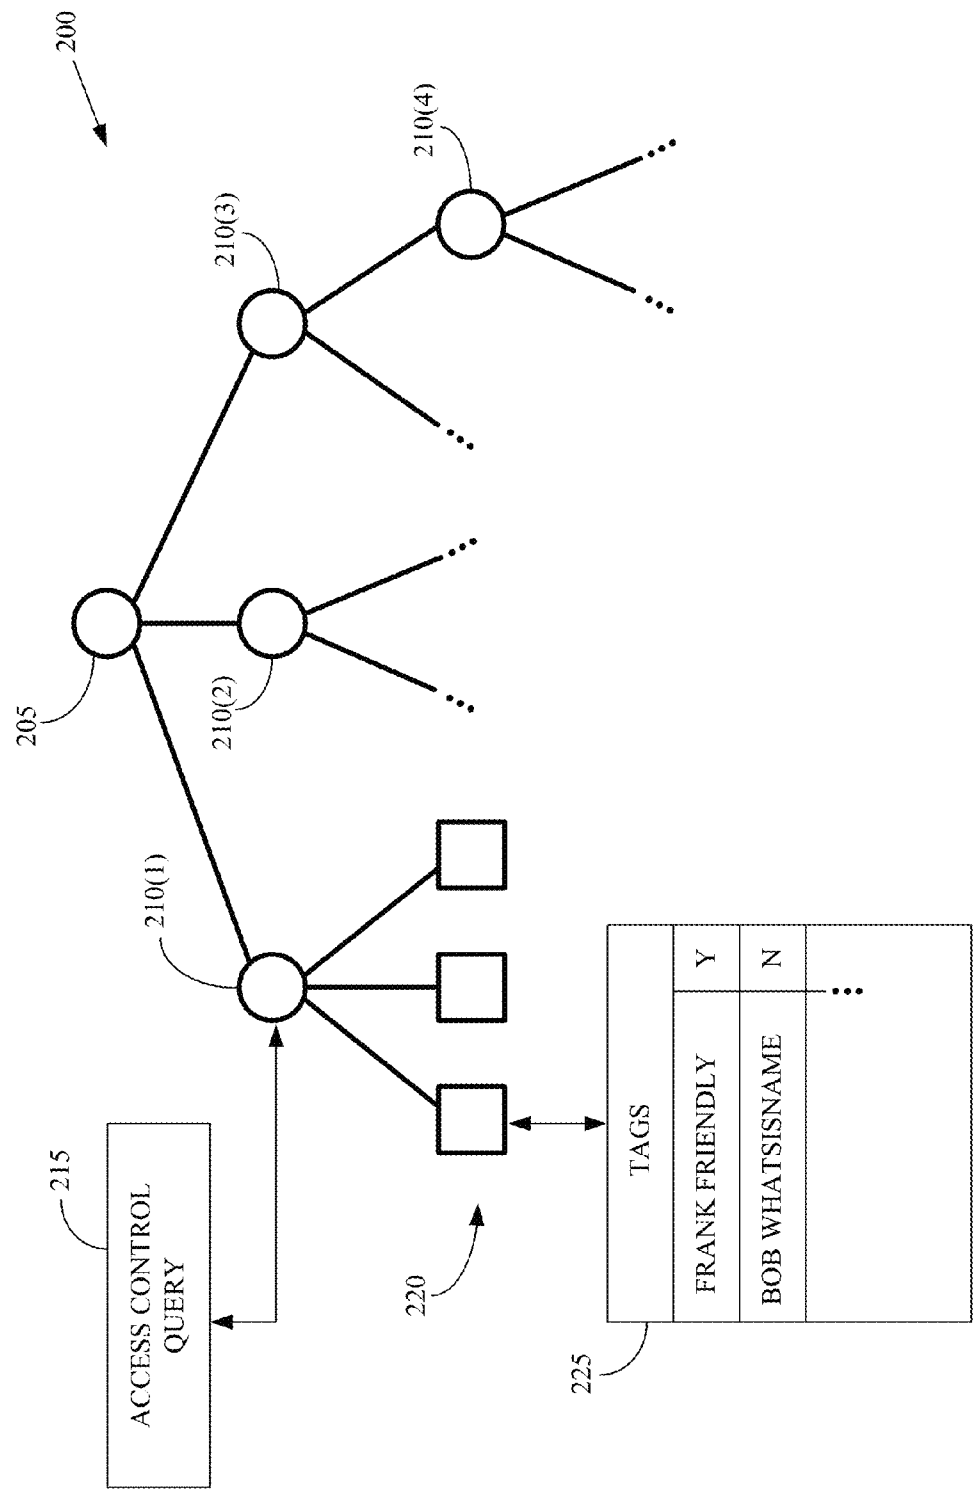 200
205
210(1)
210(2)
210(3)
210(4)
215
ACCESS CONTROL
QUERY
220
225
TAGS
FRANK FRIENDLY Y
BOB WHATSISNAME N